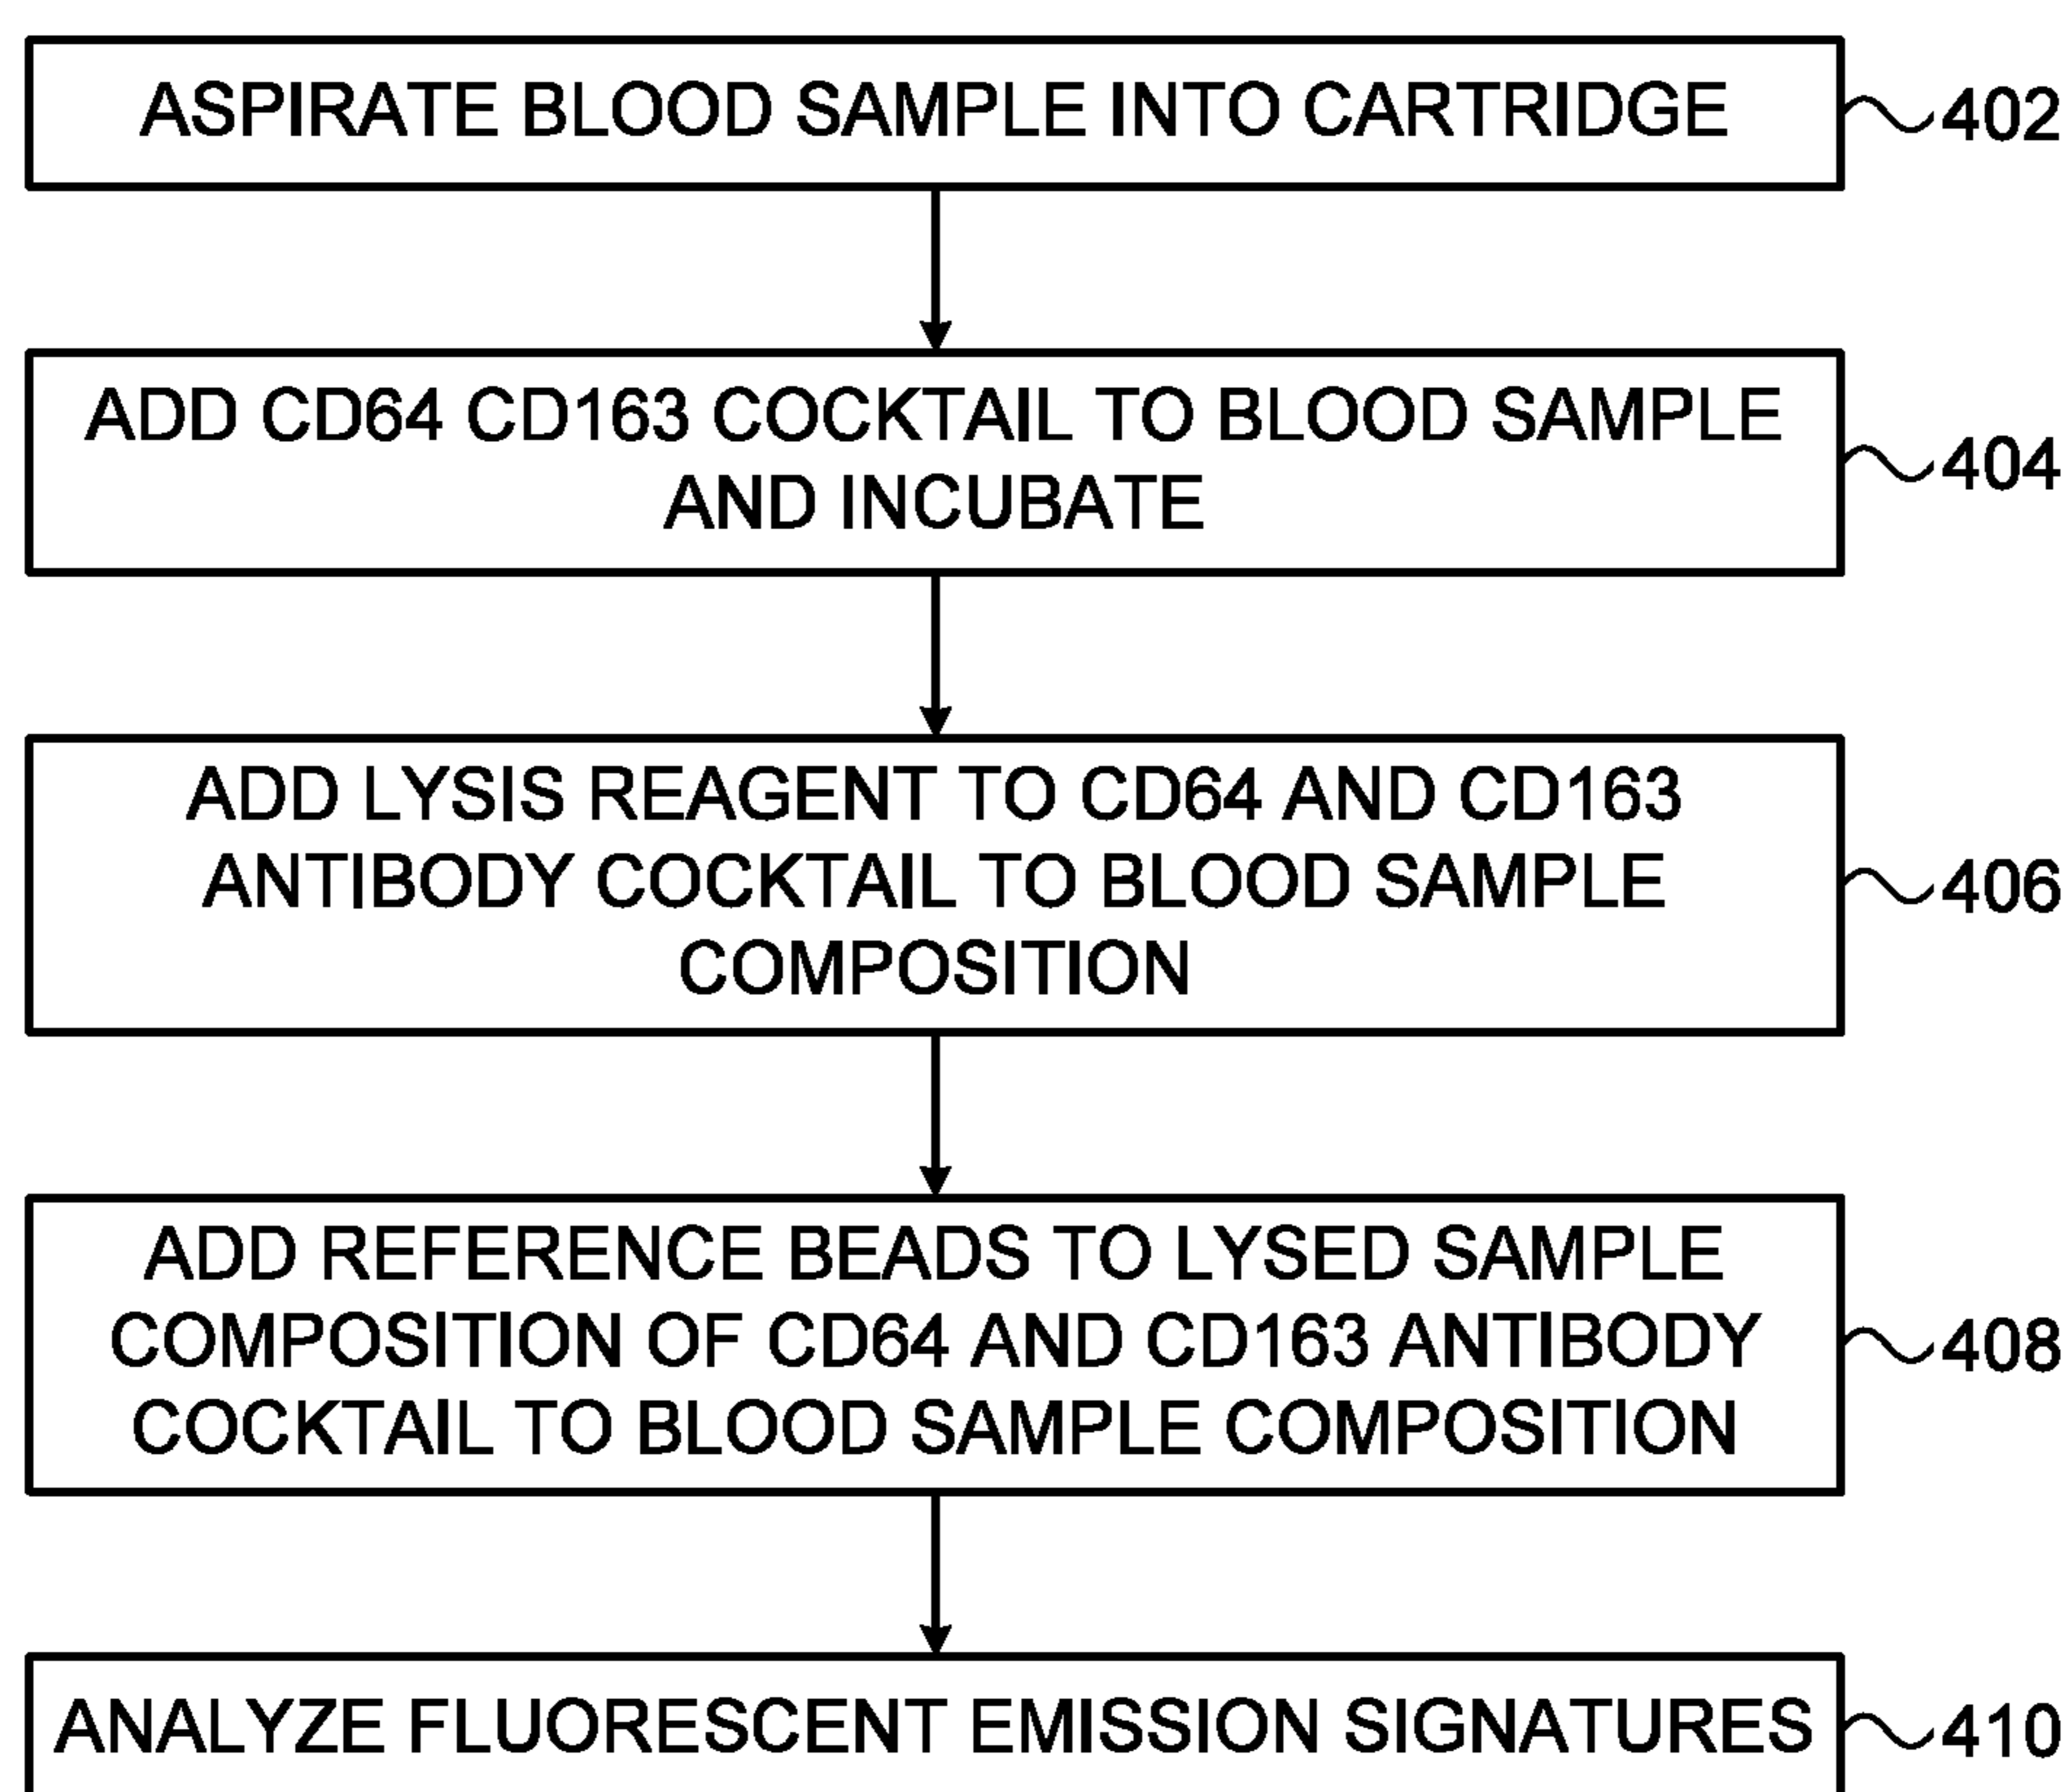 ASPIRATE BLOOD SAMPLE INTO CARTRIDGE
402
ADD CD64 CD163 COCKTAIL TO BLOOD SAMPLE
AND INCUBATE
404
ADD LYSIS REAGENT TO CD64 AND CD163
ANTIBODY COCKTAIL TO BLOOD SAMPLE
COMPOSITION
406
ADD REFERENCE BEADS TO LYSED SAMPLE
COMPOSITION OF CD64 AND CD163 ANTIBODY
COCKTAIL TO BLOOD SAMPLE COMPOSITION
408
ANALYZE FLUORESCENT EMISSION SIGNATURES
410